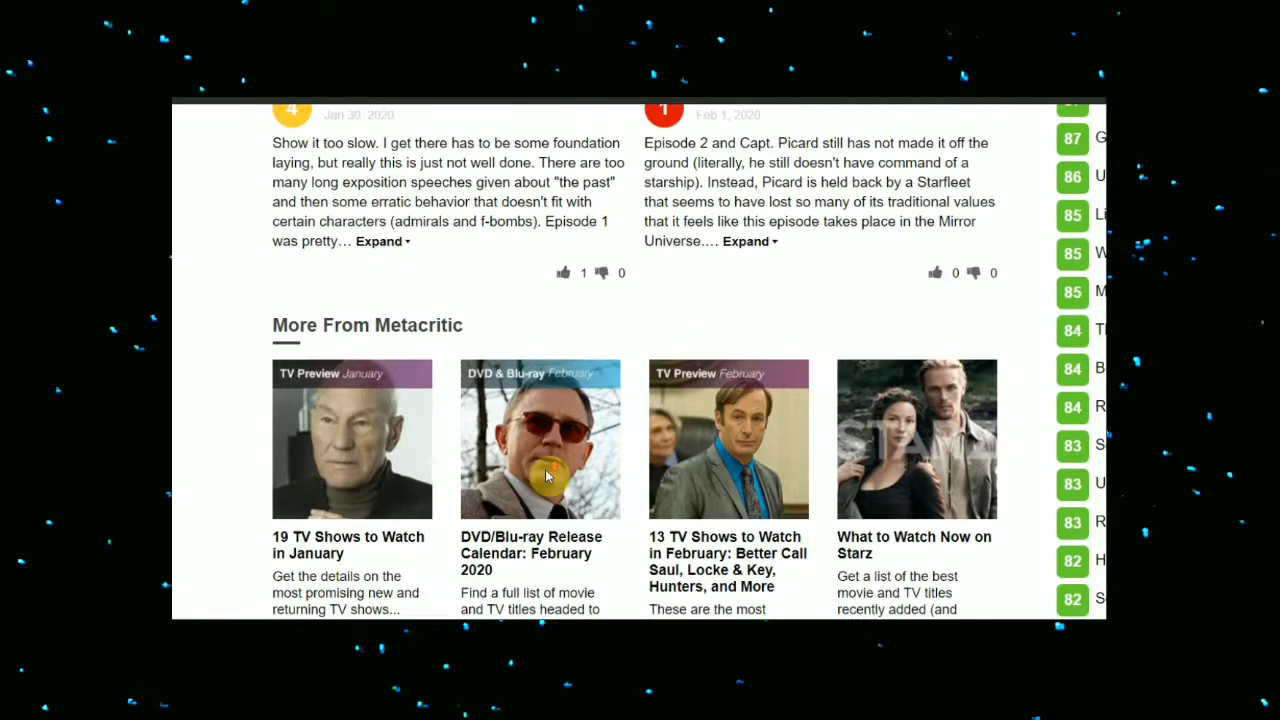 4
Jan 30, 2020
Show it too slow. I get there has to be some foundation
laying, but really this is just not well done. There are too
many long exposition speeches given about "the past"
and then some erratic behavior that doesn't fit with
certain characters (admirals and f-bombs). Episode 1
was pretty… Expand
1 0
1
Feb 1, 2020
Episode 2 and Capt. Picard still has not made it off the
ground (literally, he still doesn't have command of a
starship). Instead, Picard is held back by a Starfleet
that seems to have lost so many of its traditional values
that it feels like this episode takes place in the Mirror
Universe.… Expand
0 0
More From Metacritic
TV Preview January
19 TV Shows to Watch
in January
Get the details on the
most promising new and
returning TV shows...
DVD & Blu-ray February
DVD/Blu-ray Release
Calendar: February
2020
Find a full list of movie
and TV titles headed to
TV Preview February
13 TV Shows to Watch
in February: Better Call
Saul, Locke & Key,
Hunters, and More
These are the most
STARZ
What to Watch Now on
Starz
Get a list of the best
movie and TV titles
recently added (and
87 G
86 U
85 Li
85 W
85 M
84 T
84 B
84 R
83 S
83 U
83 R
82 H
82 S